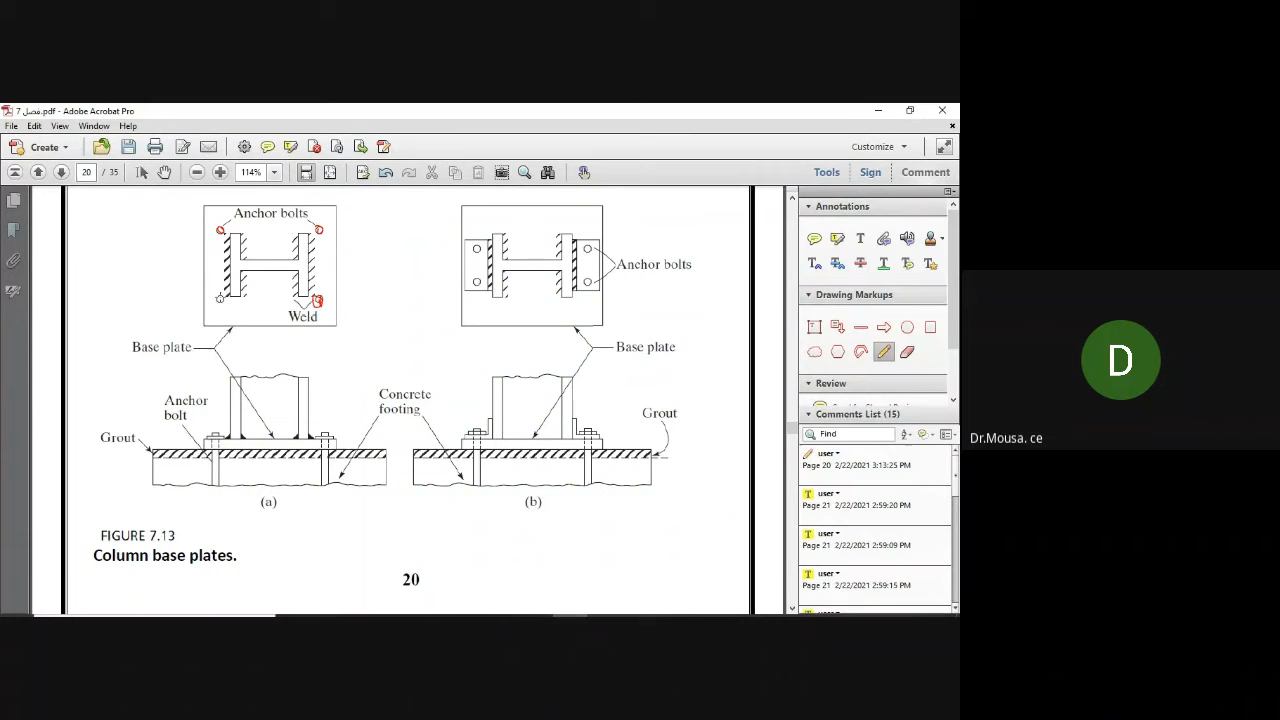 7 فصل.pdf - Adobe Acrobat Pro
File Edit View Window Help
Create Customize
20 / 35 114% Tools Sign Comment
Annotations
Drawing Markups
Review
Comments List (15)
Find
user
Page 20 2/22/2021 3:13:25 PM
user
Page 21 2/22/2021 2:59:20 PM
user
Page 21 2/22/2021 2:59:09 PM
user
Page 21 2/22/2021 2:59:15 PM
Anchor bolts
Weld
Base plate
Anchor
bolt
Grout
Concrete
footing
(a)
Anchor bolts
Base plate
Grout
(b)
FIGURE 7.13
Column base plates.
20
D
Dr.Mousa. ce